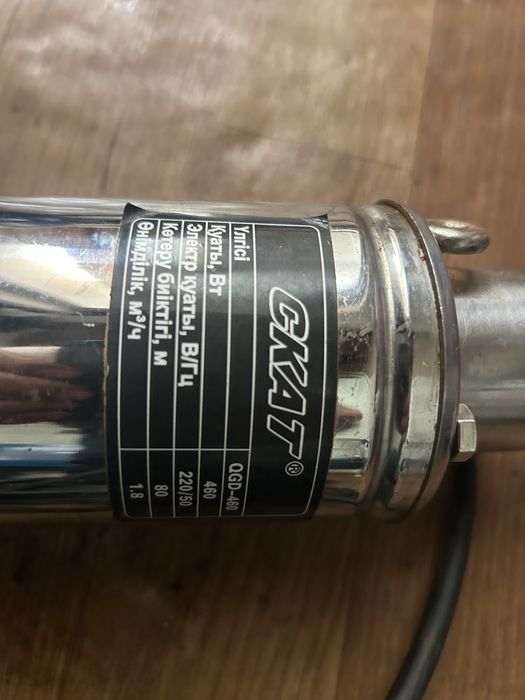 СКАТ®
Үлгісі QGD-460
Қуаты, Вт 460
Электр қуаты, В/Гц 220/50
Көтеру биіктігі, м 80
Өнімділік, м³/ч 1.8